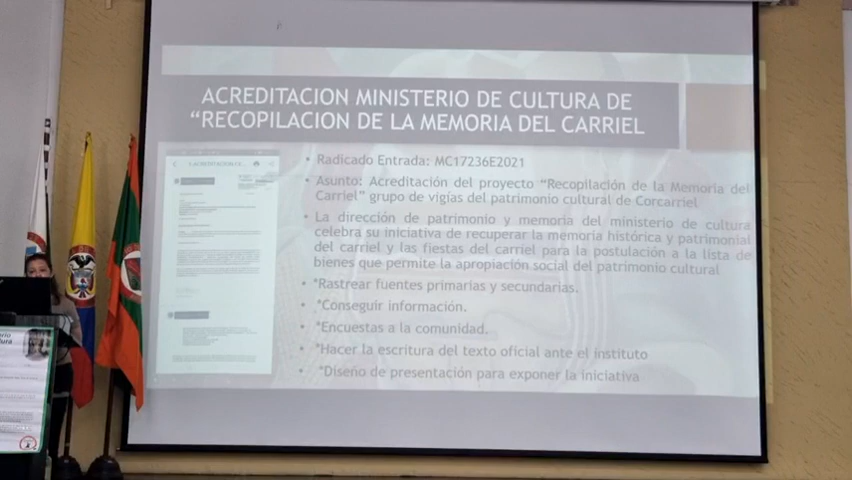 ACREDITACION MINISTERIO DE CULTURA DE
“RECOPILACION DE LA MEMORIA DEL CARRIEL
• Radicado Entrada: MC17236E2021
• Asunto: Acreditación del proyecto “Recopilación de la Memoria del
Carriel” grupo de vigías del patrimonio cultural de Corcarriel
• La dirección de patrimonio y memoria del ministerio de cultura
celebra su iniciativa de recuperar la memoria histórica y patrimonial
del carriel y las fiestas del carriel para la postulación a la lista de
bienes que permite la apropiación social del patrimonio cultural
• *Rastrear fuentes primarias y secundarias.
• *Conseguir información.
• *Encuestas a la comunidad.
• *Hacer la escritura del texto oficial ante el instituto
• *Diseño de presentación para exponer la iniciativa